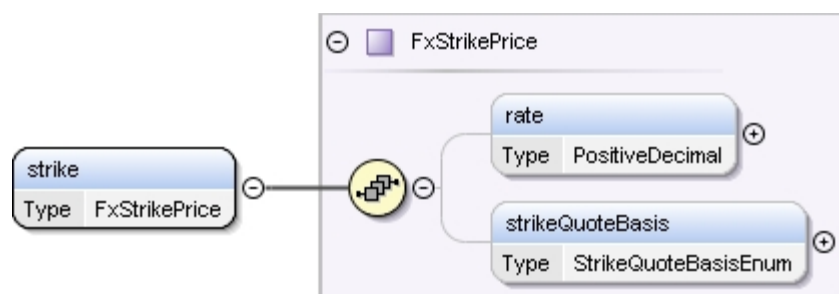 FxStrikePrice
rate
Type PositiveDecimal
strike
Type FxStrikePrice
strikeQuoteBasis
Type StrikeQuoteBasisEnum